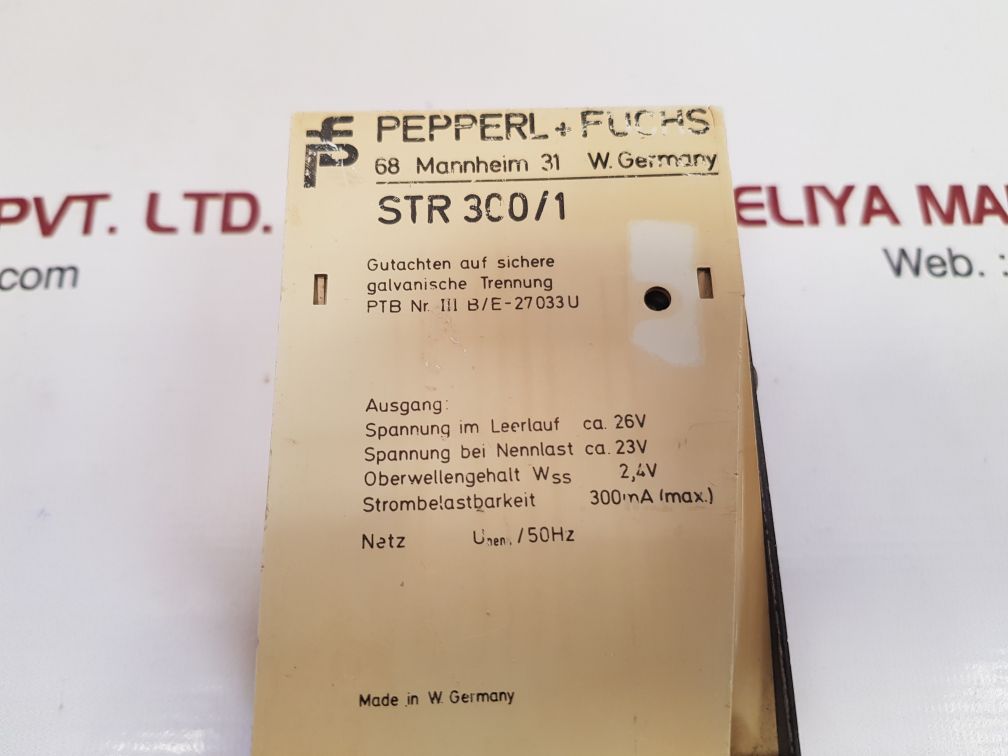 PEPPERL + FUCHS
68 Mannheim 31 W. Germany
STR 300/1
Gutachten auf sichere
galvanische Trennung
PTB Nr. III B/E-27033U
Ausgang:
Spannung im Leerlauf ca. 26V
Spannung bei Nennlast ca. 23V
Oberwellengehalt Wss 2,4V
Strombelastbarkeit 300mA (max.)
Netz Unenn. / 50Hz
Made in W. Germany
PVT. LTD.
ELIYA MA
.com
Web. :